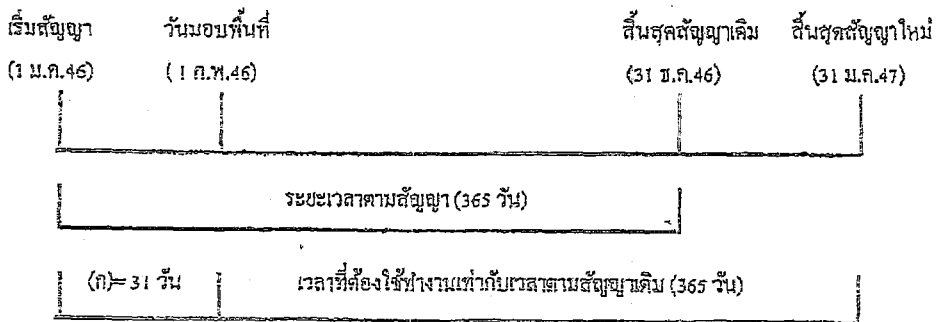 เริ่มสัญญา วันมอบพื้นที่ สิ้นสุดสัญญาเดิม สิ้นสุดสัญญาใหม่
(1 ม.ค.46) (1 ก.พ.46) (31 ธ.ค.46) (31 ม.ค.47)
ระยะเวลาตามสัญญา (365 วัน)
(ก)= 31 วัน เวลาที่ต้องใช้ทำงานเท่ากับเวลาตามสัญญาเดิม (365 วัน)